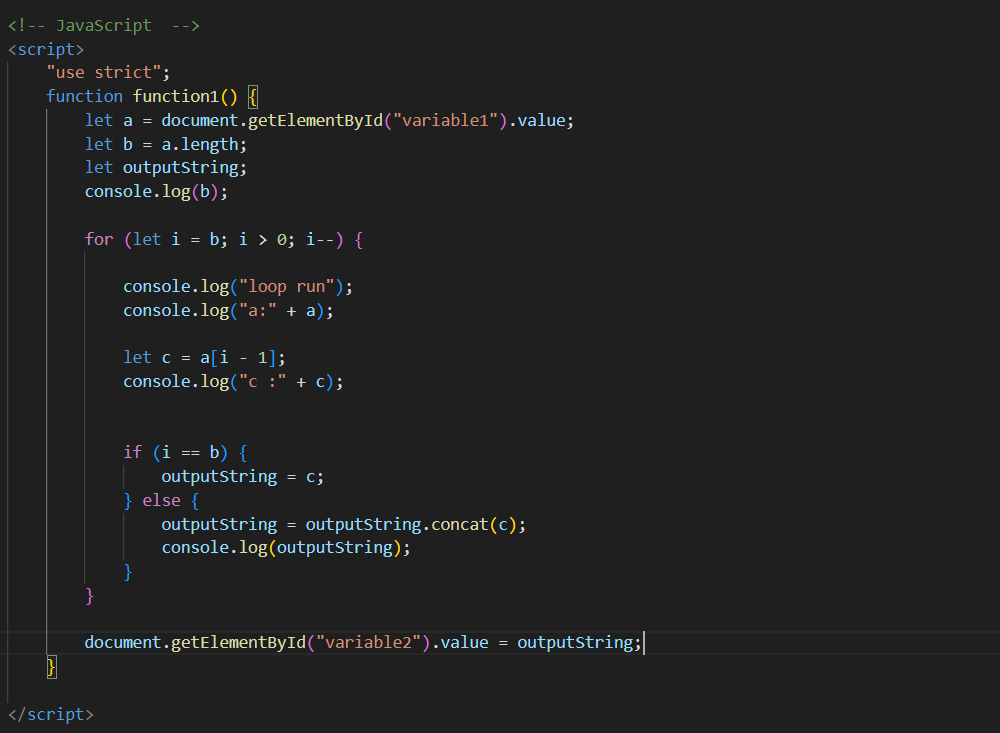 <!-- JavaScript  -->
<script>
    "use strict";
    function function1() {
        let a = document.getElementById("variable1").value;
        let b = a.length;
        let outputString;
        console.log(b);
        for (let i = b; i > 0; i--) {
            console.log("loop run");
            console.log("a:" + a);
            let c = a[i - 1];
            console.log("c :" + c);
            if (i == b) {
                outputString = c;
            } else {
                outputString = outputString.concat(c);
                console.log(outputString);
            }
        }
        document.getElementById("variable2").value = outputString;
    }
</script>